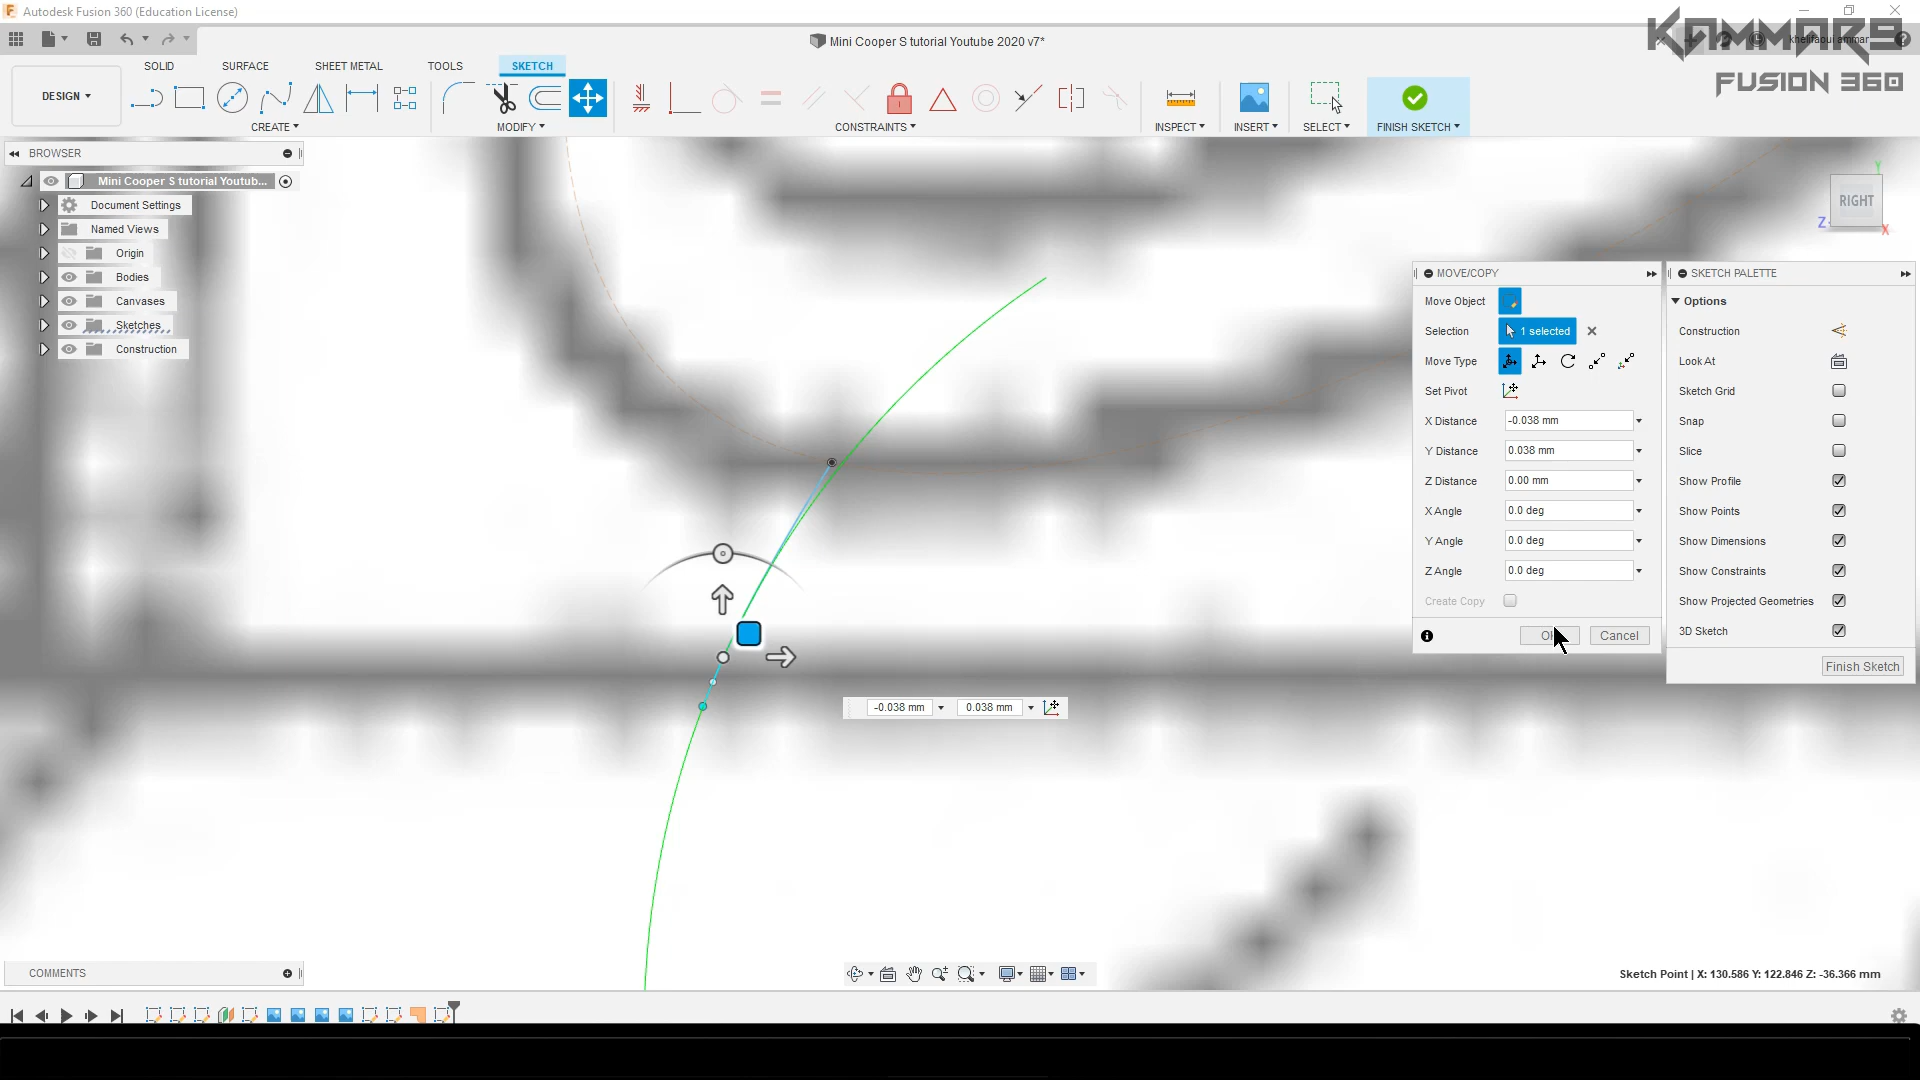 Autodesk Fusion 360 (Education License)
Mini Cooper S tutorial Youtube 2020 v7*
khelifaoui ammar
KAMMAR9
FUSION 360
SOLID
SURFACE
SHEET METAL
TOOLS
SKETCH
DESIGN
CREATE
MODIFY
CONSTRAINTS
INSPECT
INSERT
SELECT
FINISH SKETCH
BROWSER
Mini Cooper S tutorial Youtub...
Document Settings
Named Views
Origin
Bodies
Canvases
Sketches
Construction
Y
RIGHT
Z
X
MOVE/COPY
Move Object
Selection
1 selected
Move Type
Set Pivot
X Distance
-0.038 mm
Y Distance
0.038 mm
Z Distance
0.00 mm
X Angle
0.0 deg
Y Angle
0.0 deg
Z Angle
0.0 deg
Create Copy
Cancel
SKETCH PALETTE
Options
Construction
Look At
Sketch Grid
Snap
Slice
Show Profile
Show Points
Show Dimensions
Show Constraints
Show Projected Geometries
3D Sketch
Finish Sketch
-0.038 mm
0.038 mm
COMMENTS
Sketch Point | X: 130.586 Y: 122.846 Z: -36.366 mm